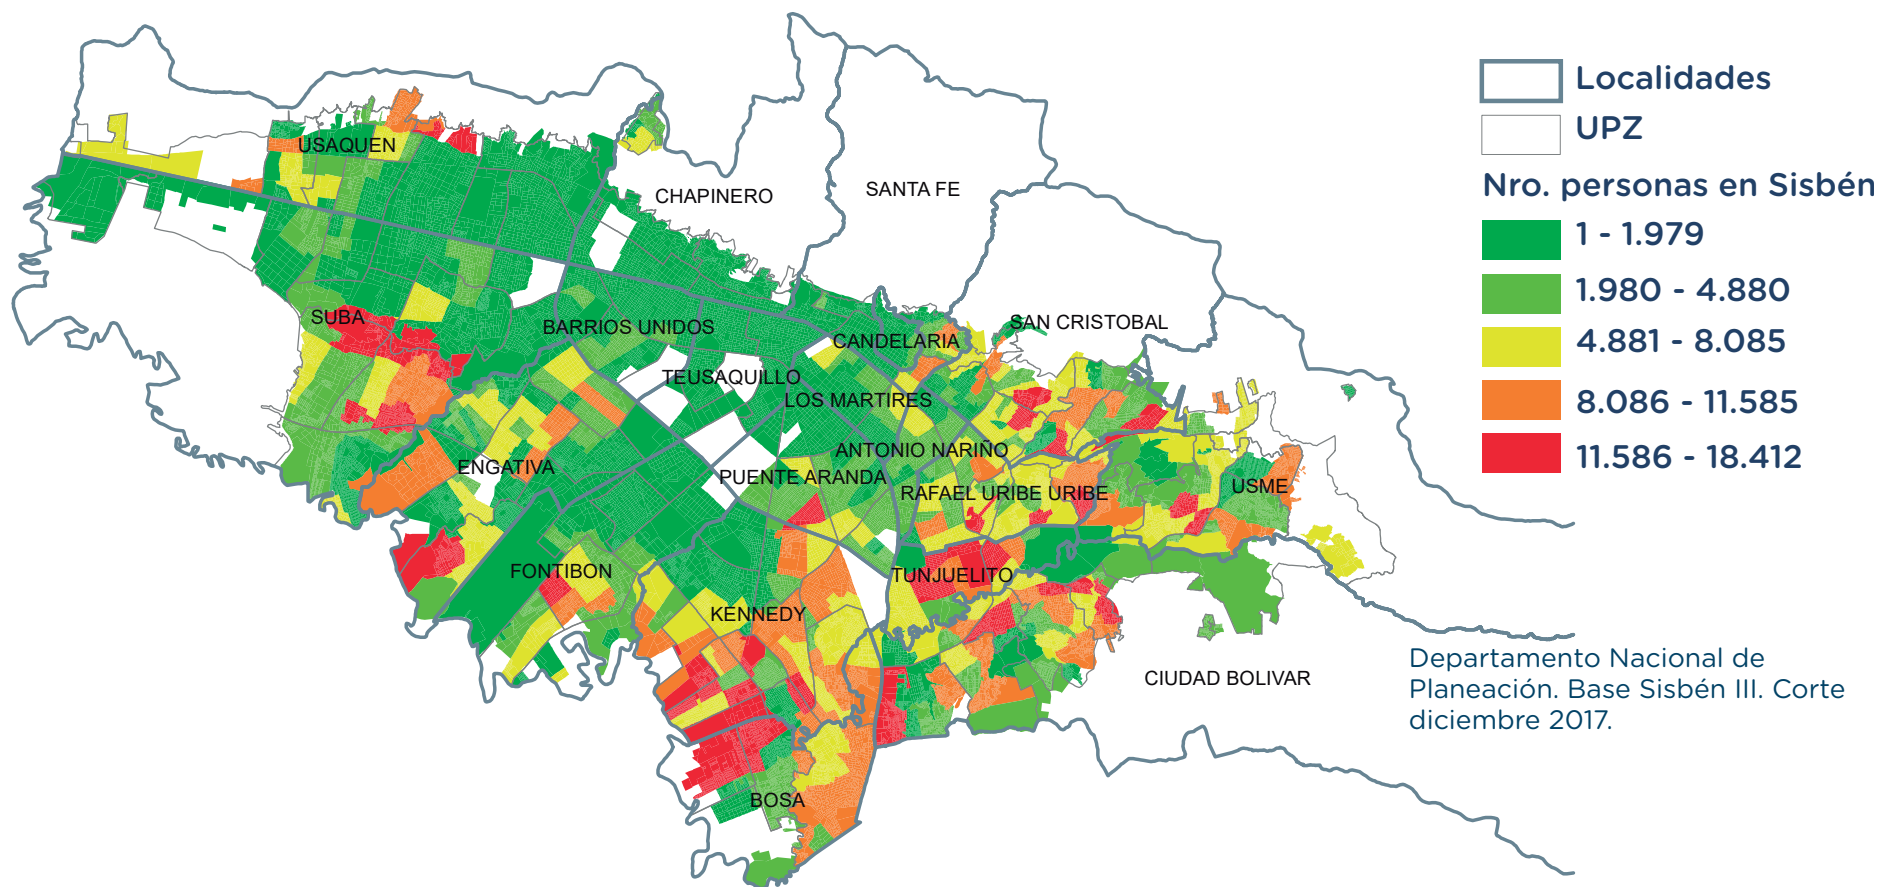 USAQUEN
CHAPINERO
SANTA FE
SUBA
BARRIOS UNIDOS
CANDELARIA
SAN CRISTOBAL
TEUSAQUILLO
LOS MARTIRES
ENGATIVA
ANTONIO NARIÑO
PUENTE ARANDA
RAFAEL URIBE URIBE
USME
FONTIBON
TUNJUELITO
KENNEDY
CIUDAD BOLIVAR
BOSA
Localidades
UPZ
Nro. personas en Sisbén
1 - 1.979
1.980 - 4.880
4.881 - 8.085
8.086 - 11.585
11.586 - 18.412
Departamento Nacional de
Planeación. Base Sisbén III. Corte
diciembre 2017.